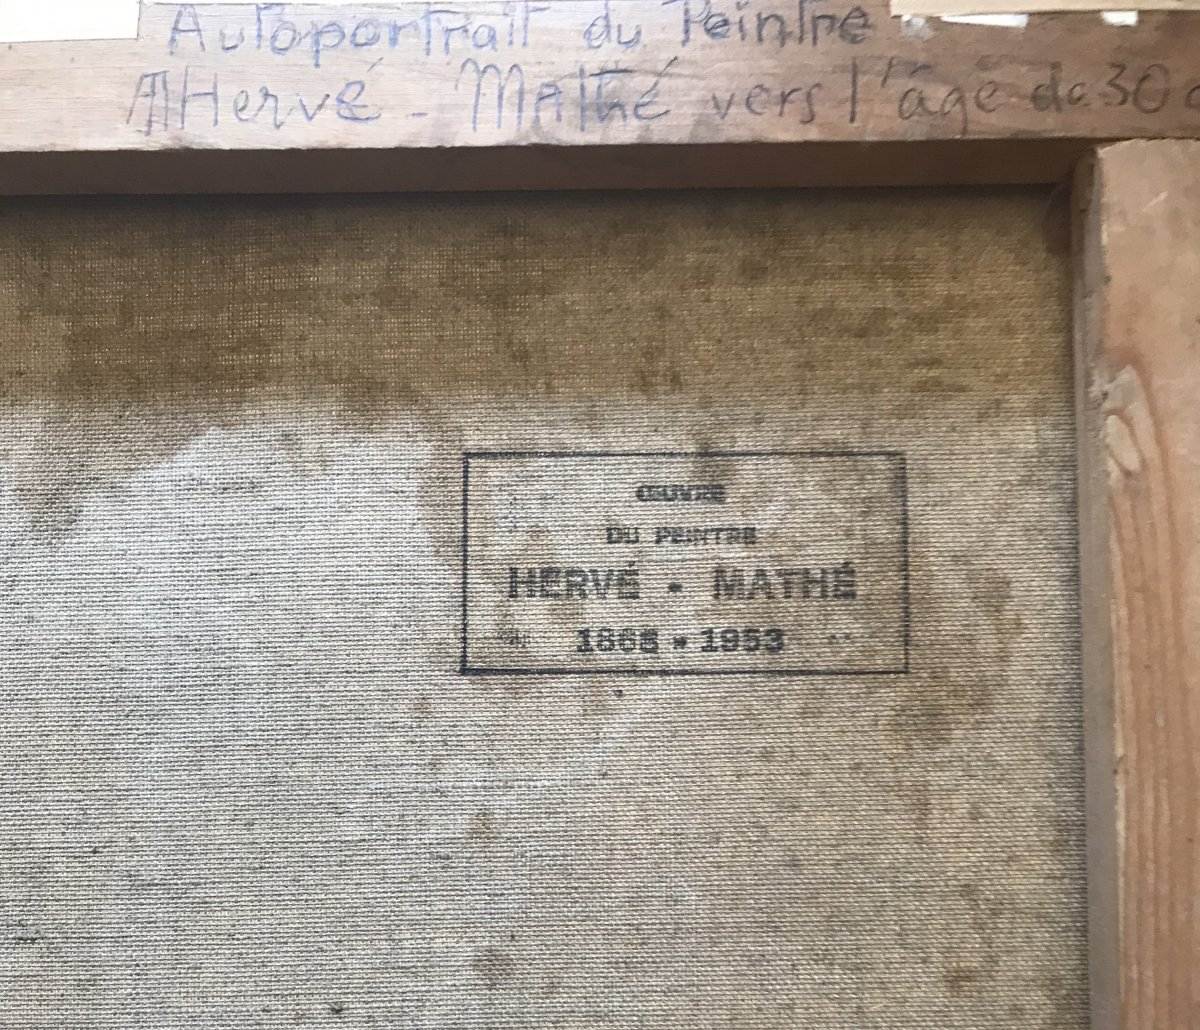 Autoportrait du Peintre
Hervé - Mathé vers l'âge de 30
ŒUVRE
DU PEINTRE
HERVÉ - MATHÉ
1868 - 1953